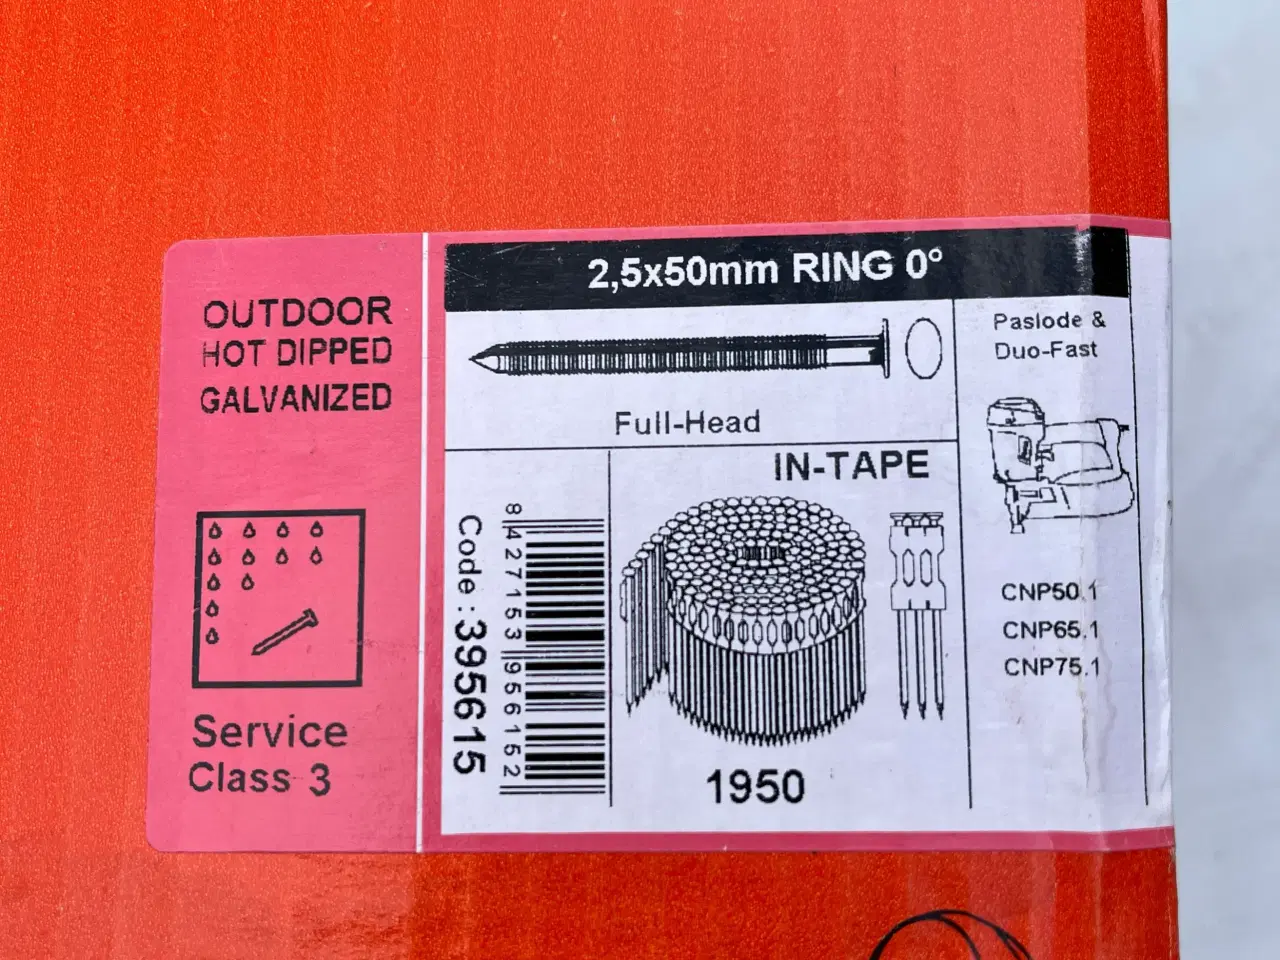 OUTDOOR
HOT DIPPED
GALVANIZED
Service
Class 3
2,5x50mm RING 0°
Full-Head
IN-TAPE
Code : 395615
8 427153 956152
1950
Paslode &
Duo-Fast
CNP50.1
CNP65.1
CNP75.1